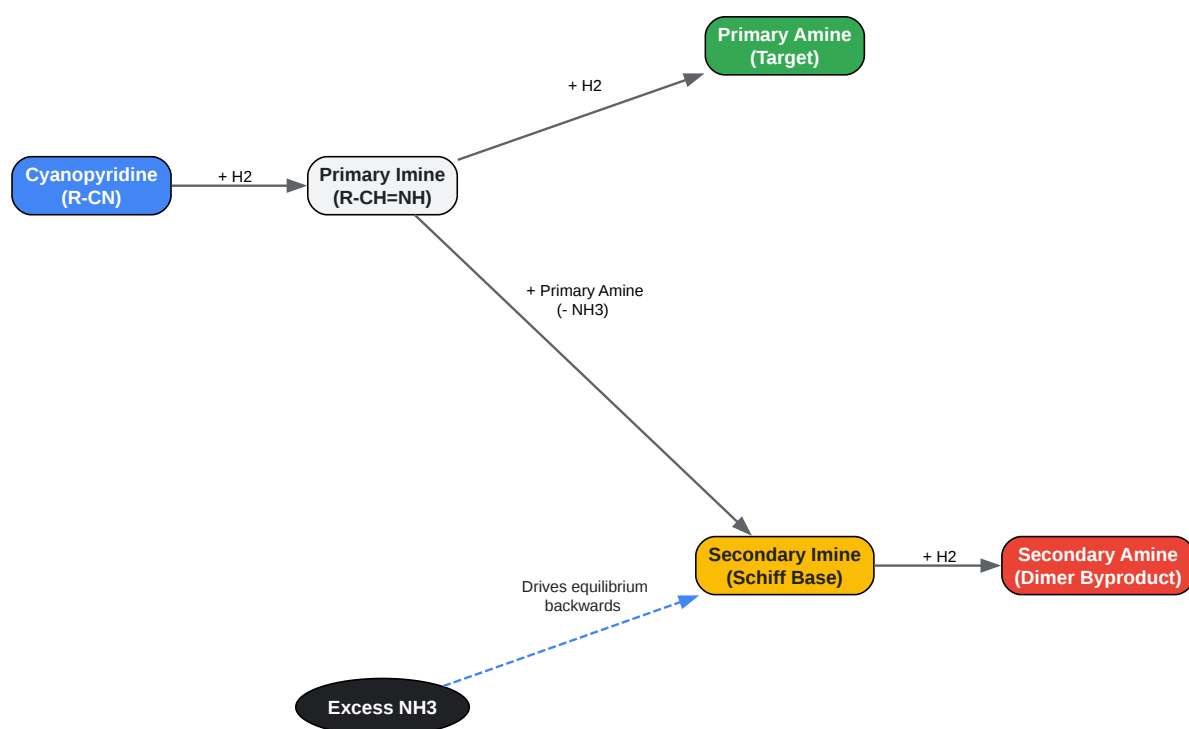 Primary Amine
(Target)
+ H2
Cyanopyridine
(R-CN)
+ H2
Primary Imine
(R-CH=NH)
+ Primary Amine
(- NH3)
Secondary Imine
(Schiff Base)
+ H2
Secondary Amine
(Dimer Byproduct)
Drives equilibrium
backwards
Excess NH3